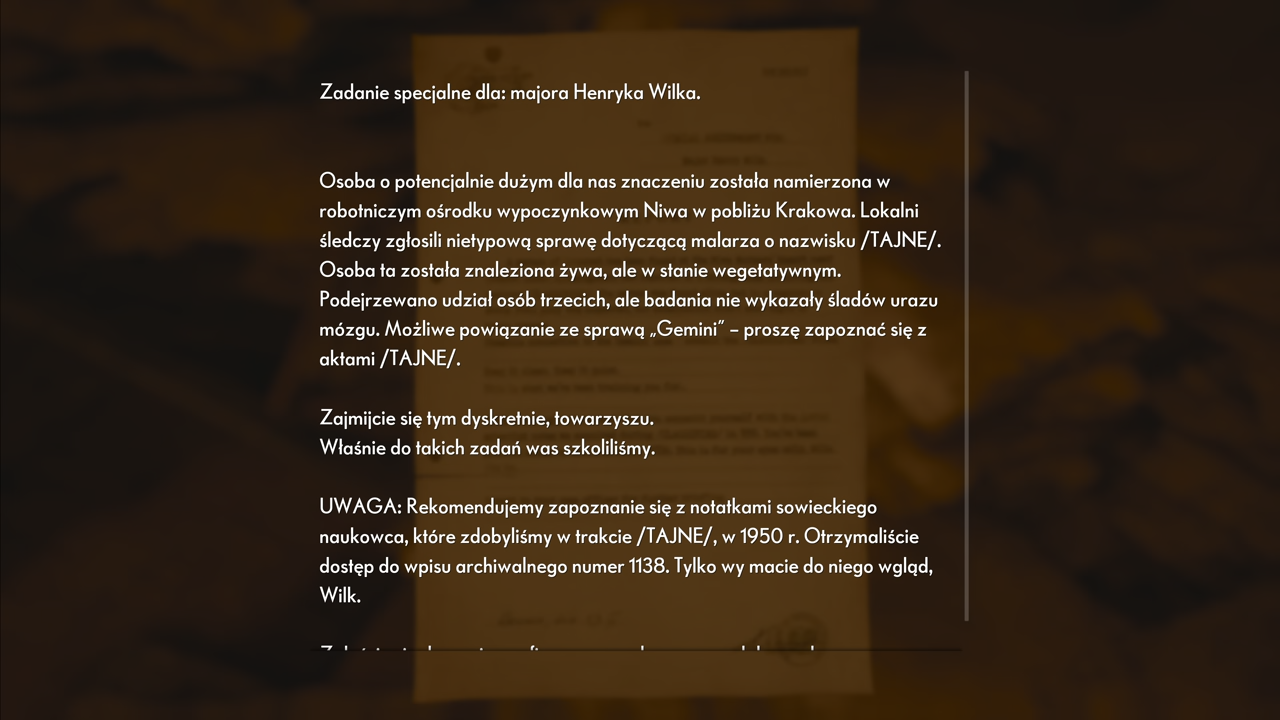 Zadanie specjalne dla: majora Henryka Wilka.
Osoba o potencjalnie dużym dla nas znaczeniu została namierzona w
robotniczym ośrodku wypoczynkowym Niwa w pobliżu Krakowa. Lokalni
śledczy zgłosili nietypową sprawę dotyczącą malarza o nazwisku /TAJNE/.
Osoba ta została znaleziona żywa, ale w stanie wegetatywnym.
Podejrzewano udział osób trzecich, ale badania nie wykazały śladów urazu
mózgu. Możliwe powiązanie ze sprawą „Gemini” – proszę zapoznać się z
aktami /TAJNE/.
Zajmijcie się tym dyskretnie, towarzyszu.
Właśnie do takich zadań was szkoliliśmy.
UWAGA: Rekomendujemy zapoznanie się z notatkami sowieckiego
naukowca, które zdobyliśmy w trakcie /TAJNE/, w 1950 r. Otrzymaliście
dostęp do wpisu archiwalnego numer 1138. Tylko wy macie do niego wgląd,
Wilk.